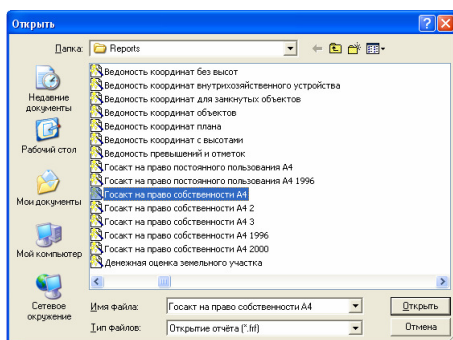 Открыть
Папка:
Reports
Недавние
документы
Рабочий стол
Мои документы
Мой компьютер
Сетевое
окружение
Ведомость координат без высот
Ведомость координат внутрихозяйственного устройства
Ведомость координат для замкнутых объектов
Ведомость координат объектов
Ведомость координат плана
Ведомость координат с высотами
Ведомость превышений и отметок
Госакт на право постоянного пользования А4
Госакт на право постоянного пользования А4 1996
Госакт на право собственности А4
Госакт на право собственности А4 2
Госакт на право собственности А4 3
Госакт на право собственности А4 1996
Госакт на право собственности А4 2000
Денежная оценка земельного участка
Имя файла:
Госакт на право собственности А4
Открыть
Тип файлов:
Открытие отчёта (*.frf)
Отмена